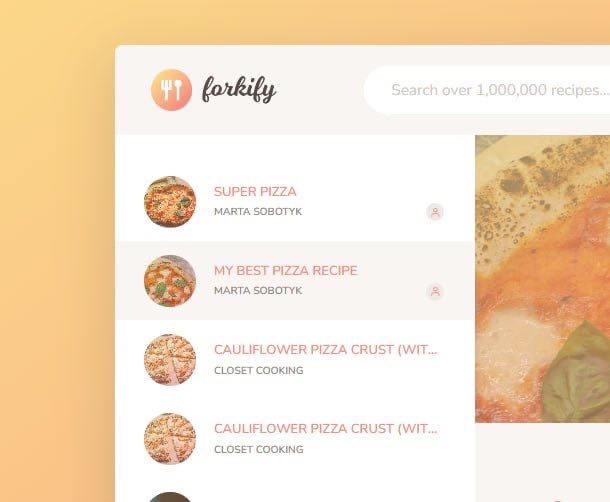 forkify
Search over 1,000,000 recipes...
SUPER PIZZA
MARTA SOBOTYK
MY BEST PIZZA RECIPE
MARTA SOBOTYK
CAULIFLOWER PIZZA CRUST (WIT...
CLOSET COOKING
CAULIFLOWER PIZZA CRUST (WIT...
CLOSET COOKING